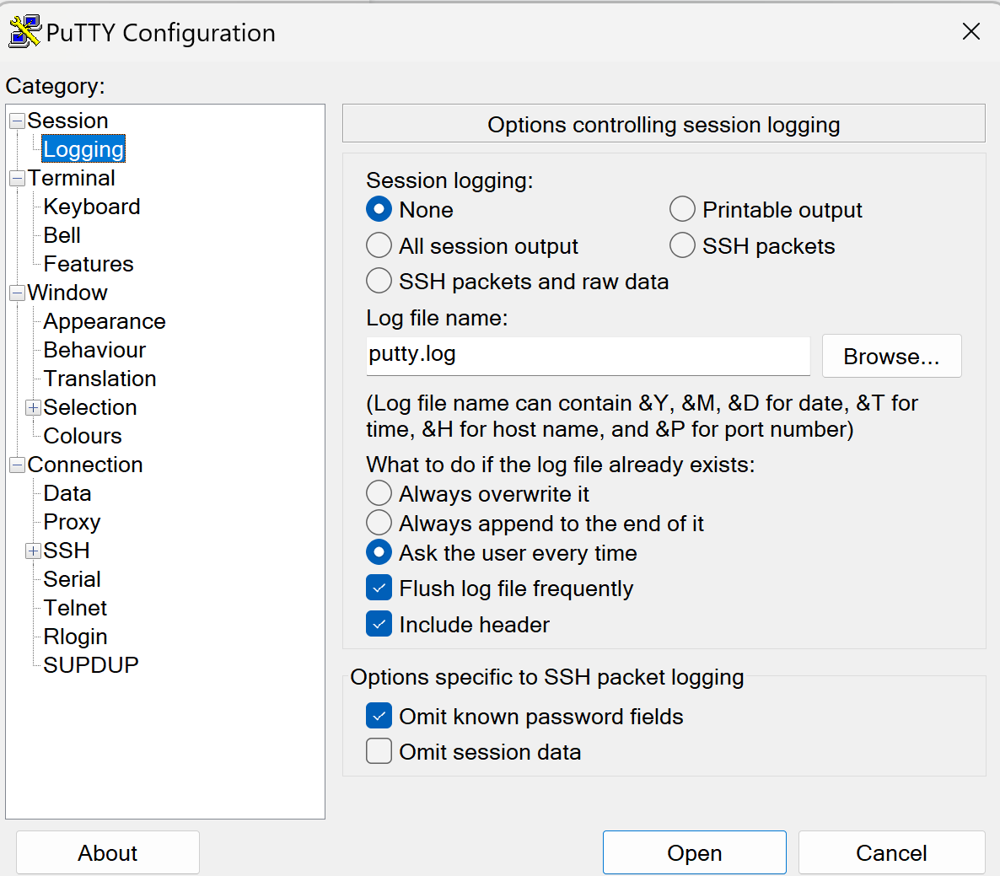 PuTTY Configuration
Category:
Session
Logging
Terminal
Keyboard
Bell
Features
Window
Appearance
Behaviour
Translation
Selection
Colours
Connection
Data
Proxy
SSH
Serial
Telnet
Rlogin
SUPDUP
Options controlling session logging
Session logging:
None
Printable output
All session output
SSH packets
SSH packets and raw data
Log file name:
putty.log
Browse...
(Log file name can contain &Y, &M, &D for date, &T for
time, &H for host name, and &P for port number)
What to do if the log file already exists:
Always overwrite it
Always append to the end of it
Ask the user every time
Flush log file frequently
Include header
Options specific to SSH packet logging
Omit known password fields
Omit session data
About
Open
Cancel